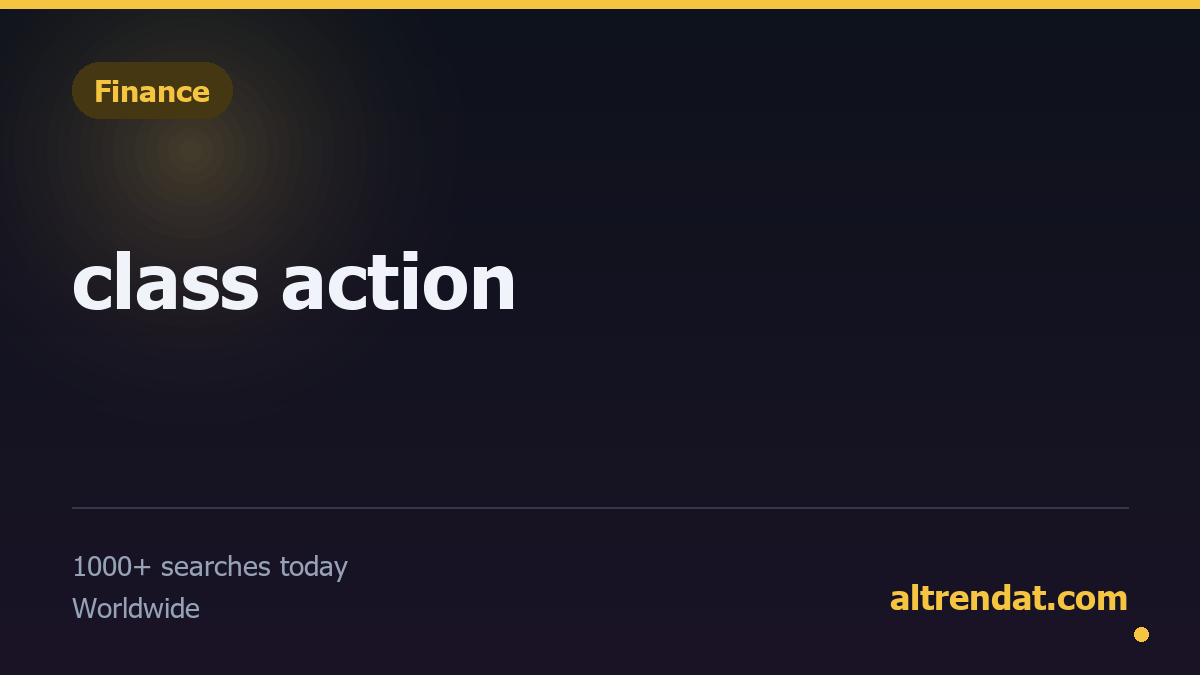 Finance
class action
1000+ searches today
Worldwide
altrendat.com